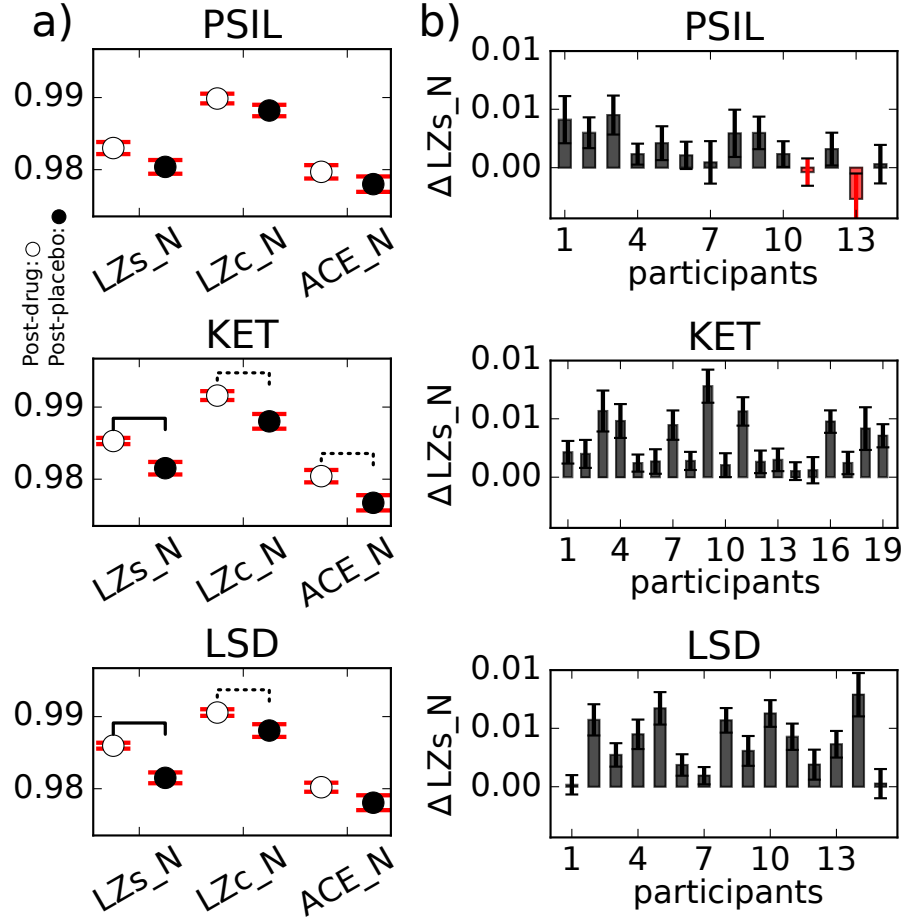 a)
PSIL
0.99
0.98
LZs_N
LZc_N
ACE_N
Post-drug:
Post-placebo:
KET
0.99
0.98
LZs_N
LZc_N
ACE_N
LSD
0.99
0.98
LZs_N
LZc_N
ACE_N
b)
PSIL
0.01
0.01
0.00
Δ LZs_N
1 4 7 10 13
participants
KET
0.01
0.01
0.00
Δ LZs_N
1 4 7 10 13 16 19
participants
LSD
0.01
0.01
0.00
Δ LZs_N
1 4 7 10 13
participants